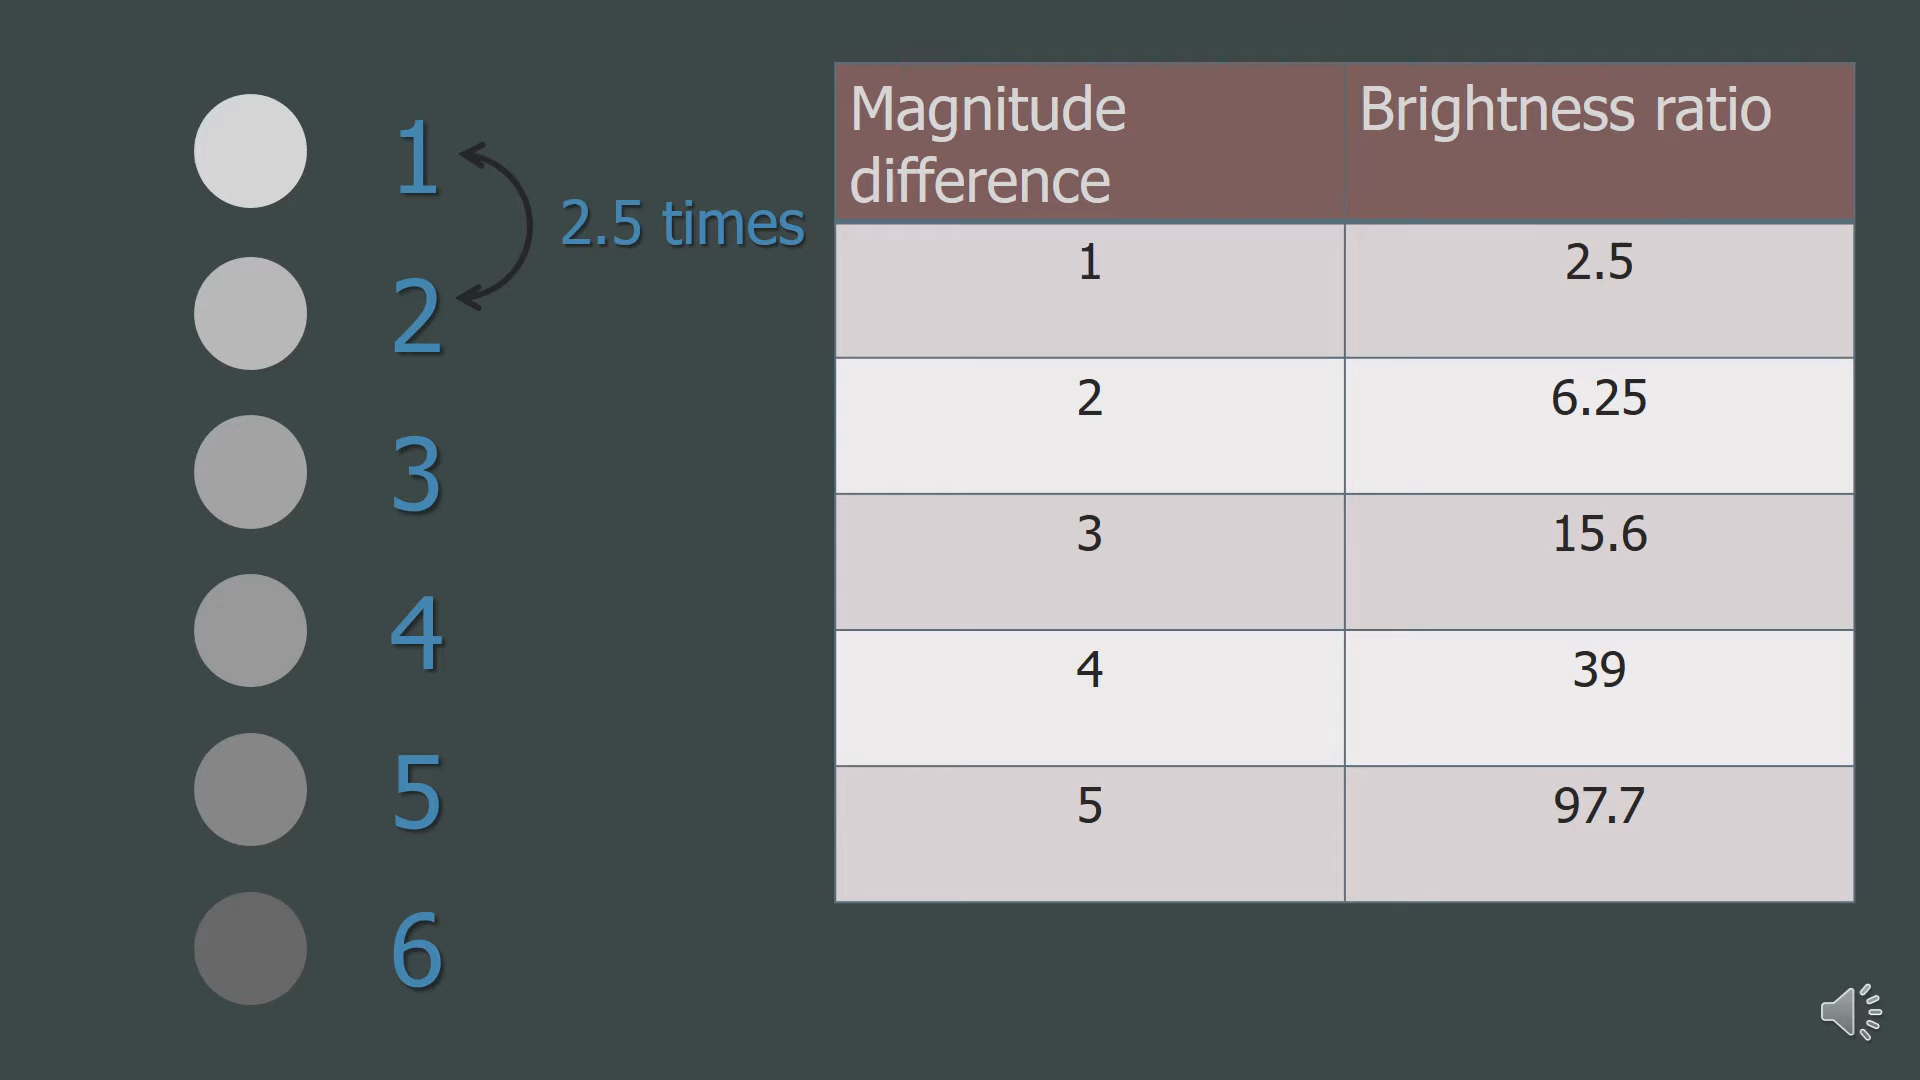 1
2.5 times
2
3
4
5
6
Magnitude
difference
Brightness ratio
1 2.5
2 6.25
3 15.6
4 39
5 97.7